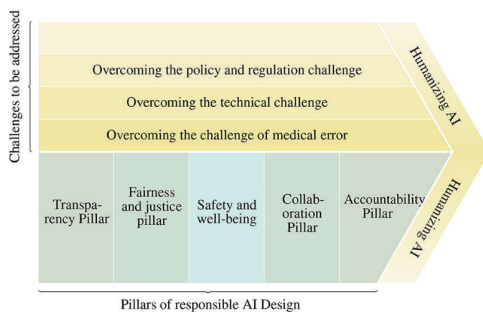 Challenges to be addressed
Overcoming the policy and regulation challenge
Overcoming the technical challenge
Overcoming the challenge of medical error
Humanizing AI
Transpa-
rency Pillar
Fairness
and justice
pillar
Safety and
well-being
Collab-
oration
Pillar
Accountability
Pillar
Humanizing AI
Pillars of responsible AI Design